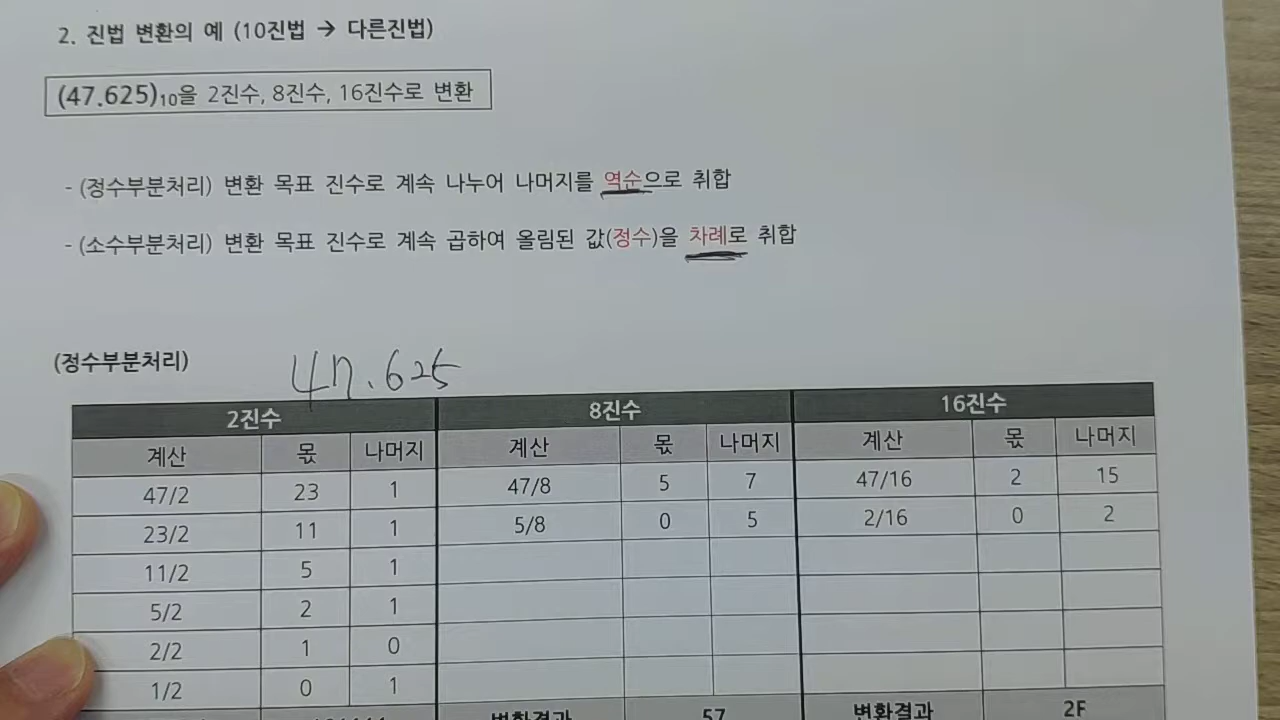 2. 진법 변환의 예 (10진법 → 다른진법)
(47.625)₁₀을 2진수, 8진수, 16진수로 변환
- (정수부분처리) 변환 목표 진수로 계속 나누어 나머지를 역순으로 취합
- (소수부분처리) 변환 목표 진수로 계속 곱하여 올림된 값(정수)을 차례로 취합
(정수부분처리)
47.625
2진수 8진수 16진수
계산 몫 나머지 계산 몫 나머지 계산 몫 나머지
47/2 23 1 47/8 5 7 47/16 2 15
23/2 11 1 5/8 0 5 2/16 0 2
11/2 5 1
5/2 2 1
2/2 1 0
1/2 0 1
변환결과 57 변환결과 2F